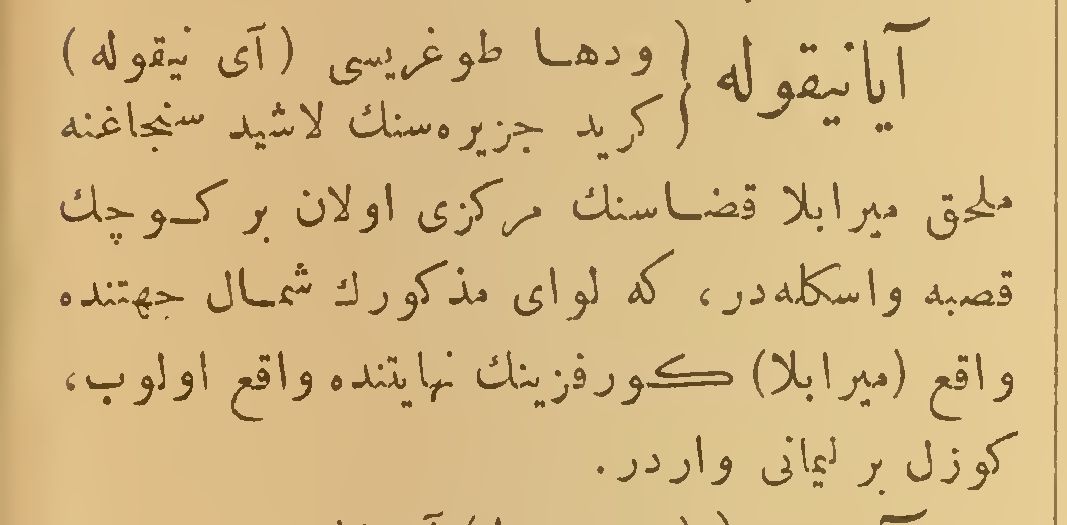 آیانیقوله { ودها طوغریسی (آی نیقوله)
کرید جزیره‌سنك لاشید سنجاغنه
ملحق میرابلا قضاسنك مرکزی اولان بر کوچك
قصبه واسکله‌در، که لوای مذکورك شمال جهتنده
واقع (میرابلا) کورفزینك نهایتنده واقع اولوب،
کوزل بر لیمانی واردر.